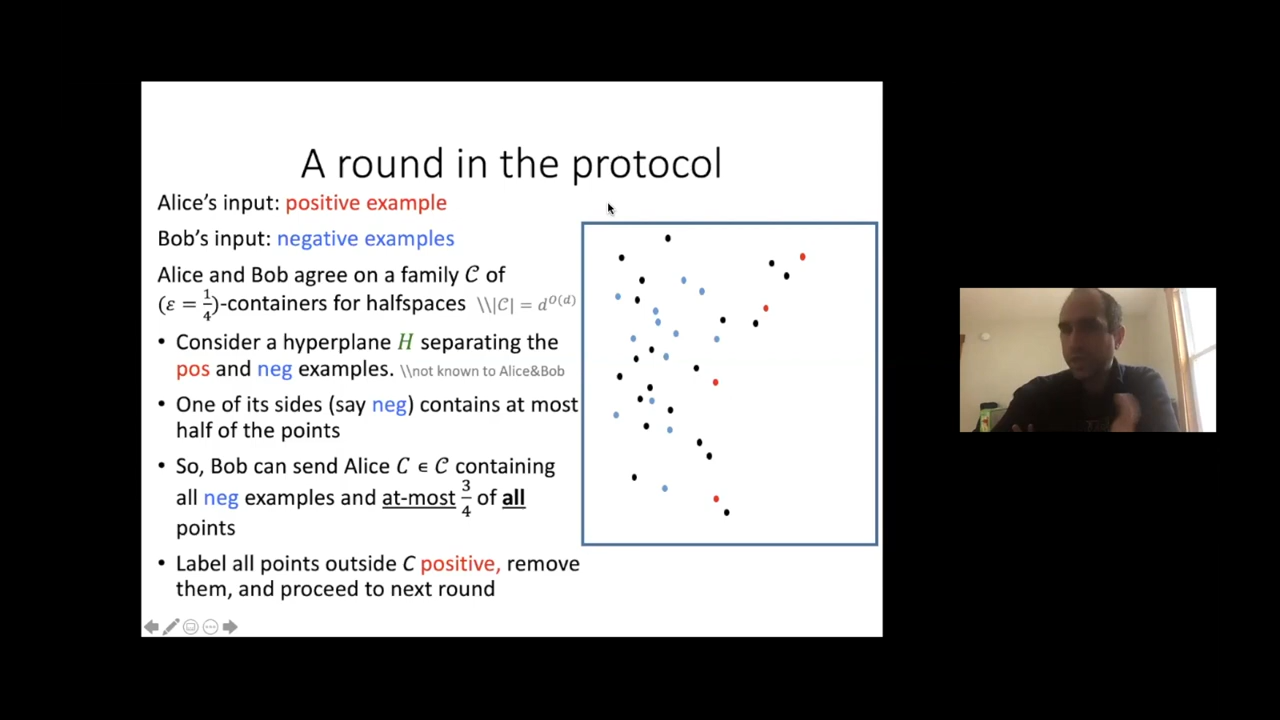 A round in the protocol
Alice's input: positive example
Bob's input: negative examples
Alice and Bob agree on a family 𝒞 of
(ε = 1/4)-containers for halfspaces \\|𝒞| = d^{O(d)}
• Consider a hyperplane H separating the
pos and neg examples. \\not known to Alice&Bob
• One of its sides (say neg) contains at most
half of the points
• So, Bob can send Alice C ∈ 𝒞 containing
all neg examples and at-most 3/4 of all
points
• Label all points outside C positive, remove
them, and proceed to next round